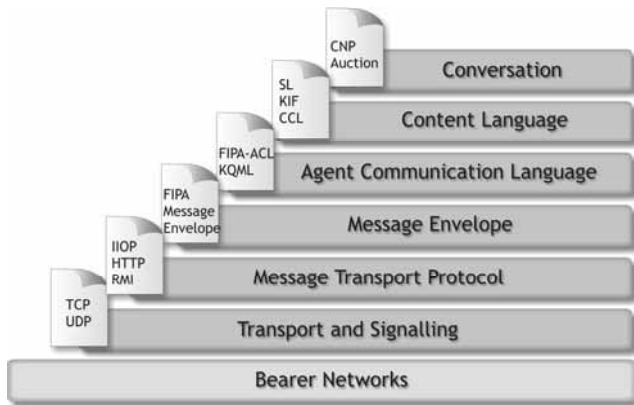 CNP
Auction
Conversation
SL
KIF
CCL
Content Language
FIPA-ACL
KQML
Agent Communication Language
FIPA
Message
Envelope
Message Envelope
IIOP
HTTP
RMI
Message Transport Protocol
TCP
UDP
Transport and Signalling
Bearer Networks